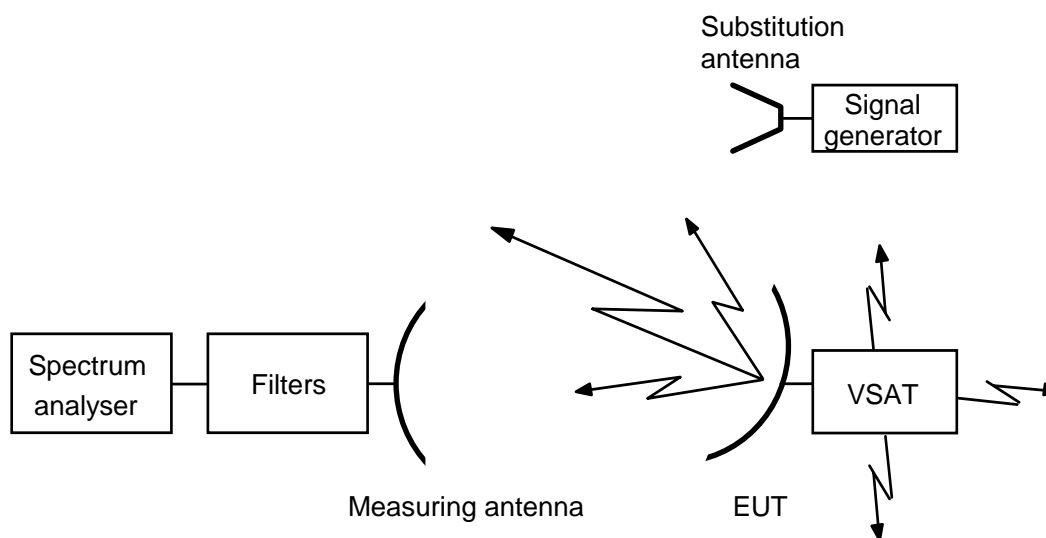 Substitution
antenna
Signal
generator
Spectrum
analyser
Filters
VSAT
Measuring antenna
EUT